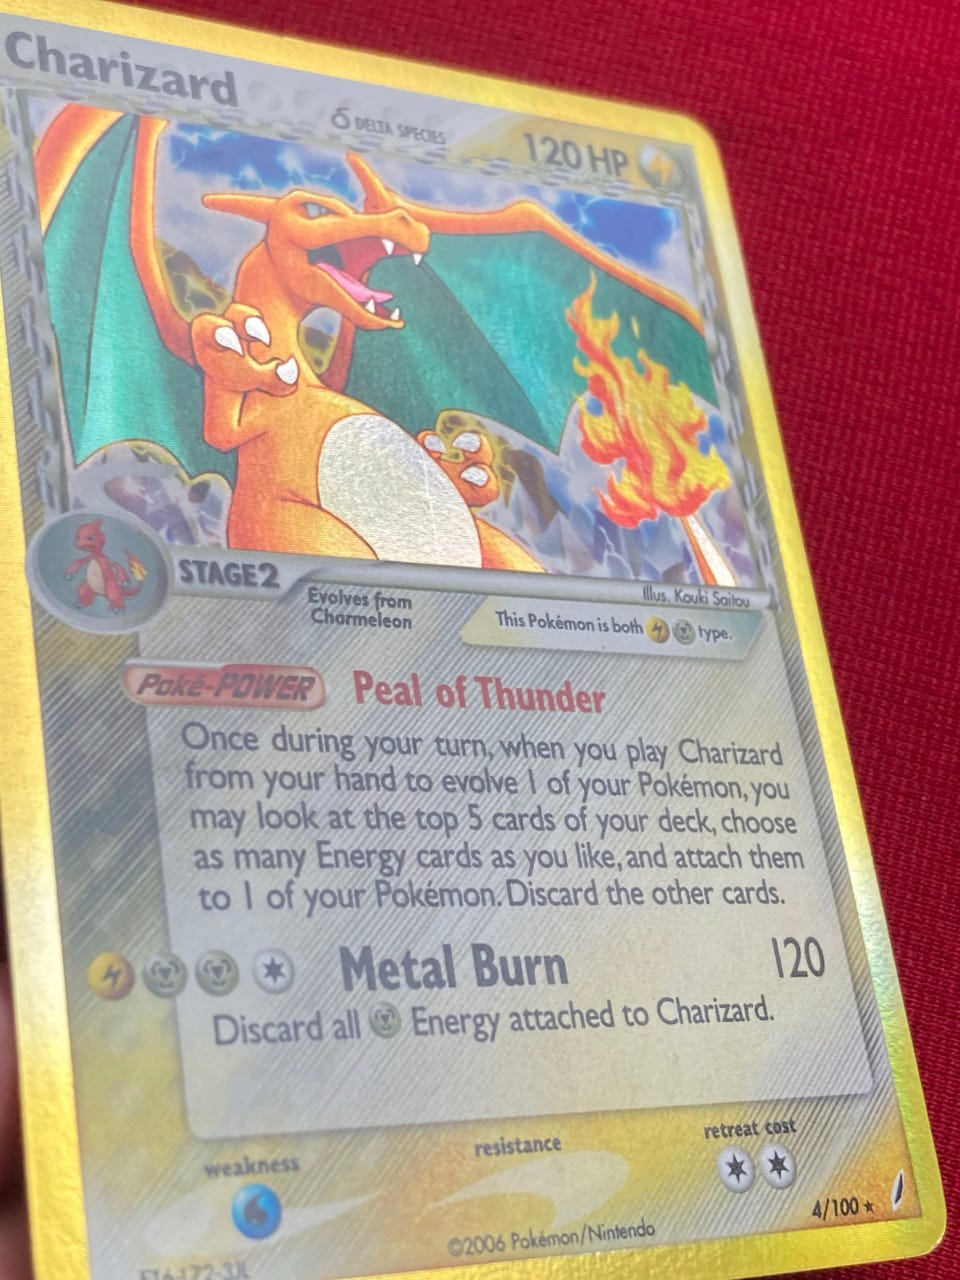 Charizard
δ DELTA SPECIES
120 HP
STAGE2
Evolves from
Charmeleon
Illus. Kouki Saitou
This Pokémon is both type.
Poké-POWER Peal of Thunder
Once during your turn, when you play Charizard
from your hand to evolve 1 of your Pokémon, you
may look at the top 5 cards of your deck, choose
as many Energy cards as you like, and attach them
to 1 of your Pokémon. Discard the other cards.
Metal Burn 120
Discard all Energy attached to Charizard.
weakness
resistance
retreat cost
4/100 ★
©2006 Pokémon/Nintendo